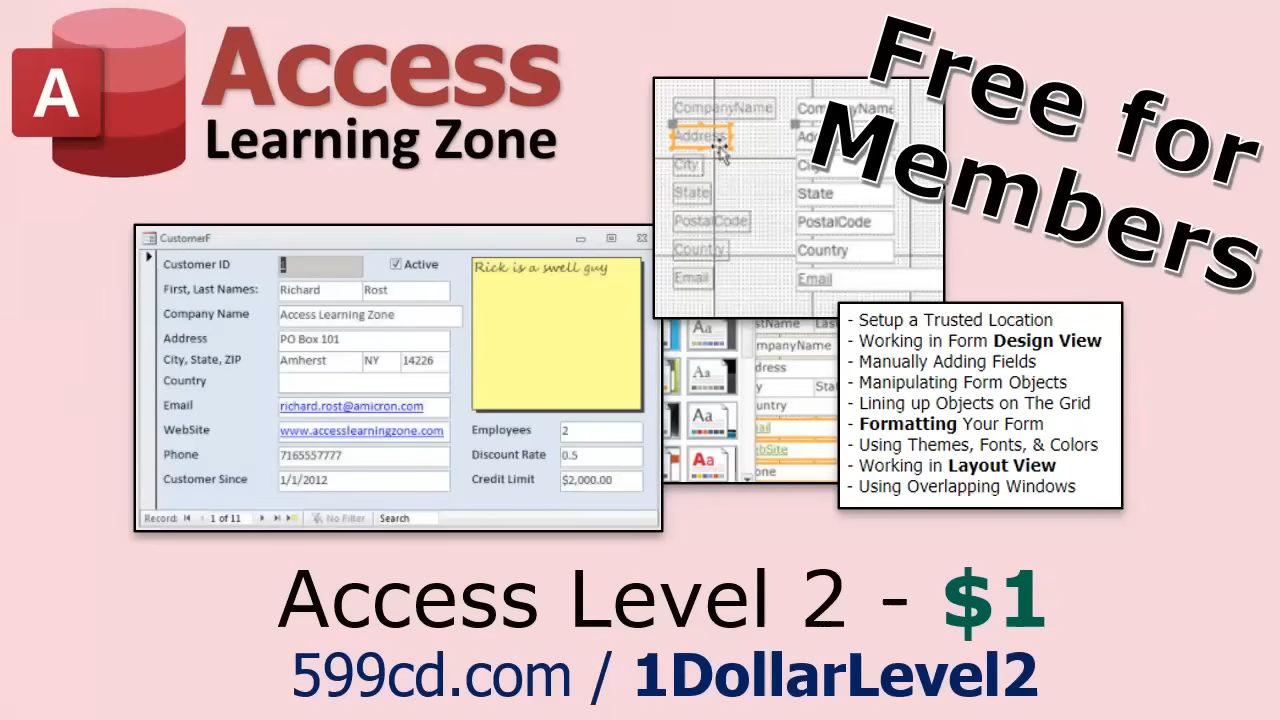 A
Access
Learning Zone
Free for
Members
CompanyName CompanyName
Address
City
State State
PostalCode PostalCode
Country Country
Email Email
CustomerF
Customer ID
Active
First, Last Names: Richard Rost
Company Name Access Learning Zone
Address PO Box 101
City, State, ZIP Amherst NY 14226
Country
Email richard.rost@amicron.com
WebSite www.accesslearningzone.com
Phone 7165557777
Customer Since 1/1/2012
Rick is a swell guy
Employees 2
Discount Rate 0.5
Credit Limit $2,000.00
Record: 1 of 11 No Filter Search
Aa
Aa
Aa
Aa
- Setup a Trusted Location
- Working in Form Design View
- Manually Adding Fields
- Manipulating Form Objects
- Lining up Objects on The Grid
- Formatting Your Form
- Using Themes, Fonts, & Colors
- Working in Layout View
- Using Overlapping Windows
Access Level 2 - $1
599cd.com / 1DollarLevel2